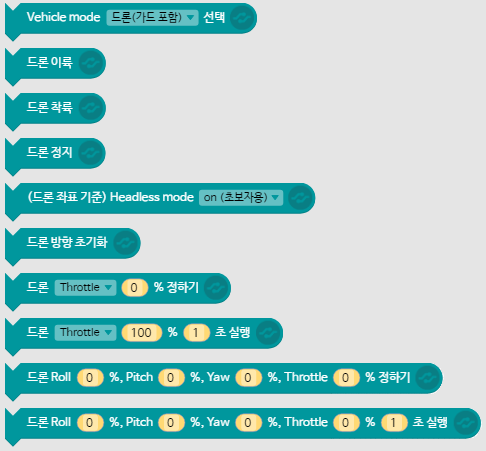 Vehicle mode 드론(가드 포함) 선택
드론 이륙
드론 착륙
드론 정지
(드론 좌표 기준) Headless mode on (초보자용)
드론 방향 초기화
드론 Throttle 0 % 정하기
드론 Throttle 100 % 1 초 실행
드론 Roll 0 %, Pitch 0 %, Yaw 0 %, Throttle 0 % 정하기
드론 Roll 0 %, Pitch 0 %, Yaw 0 %, Throttle 0 % 1 초 실행